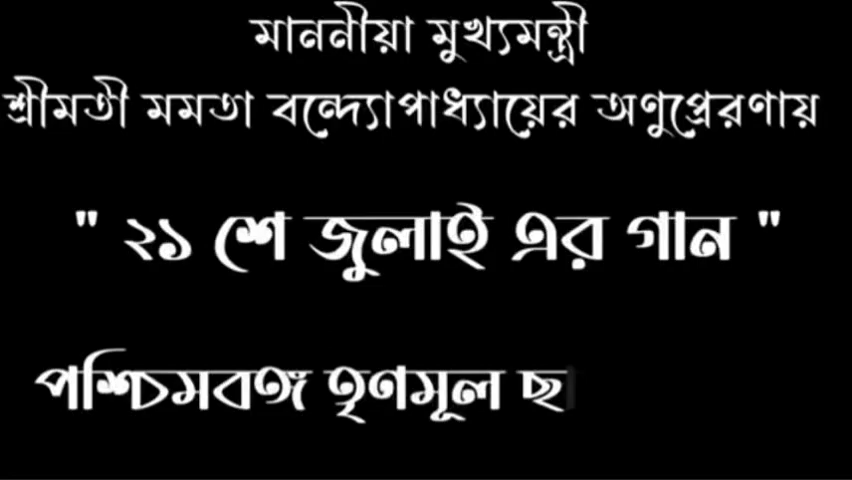 মাননীয়া মুখ্যমন্ত্রী
শ্রীমতী মমতা বন্দ্যোপাধ্যায়ের অণুপ্রেরণায়
" ২১ শে জুলাই এর গান "
পশ্চিমবঙ্গ তৃণমূল ছ